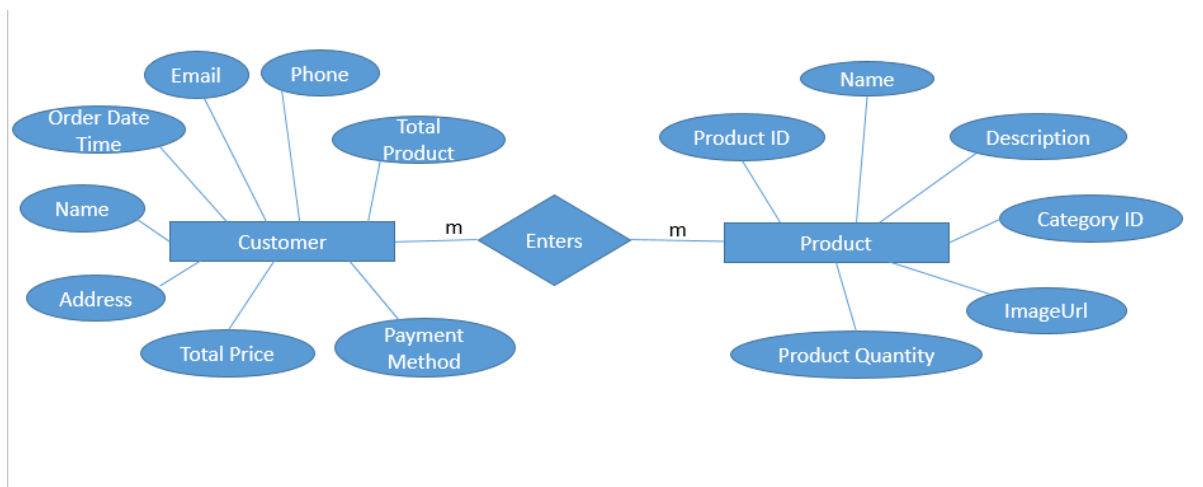 Email
Phone
Order Date
Time
Total
Product
Name
Customer
Address
Total Price
Payment
Method
m
Enters
m
Name
Product ID
Description
Category ID
Product
ImageUrl
Product Quantity